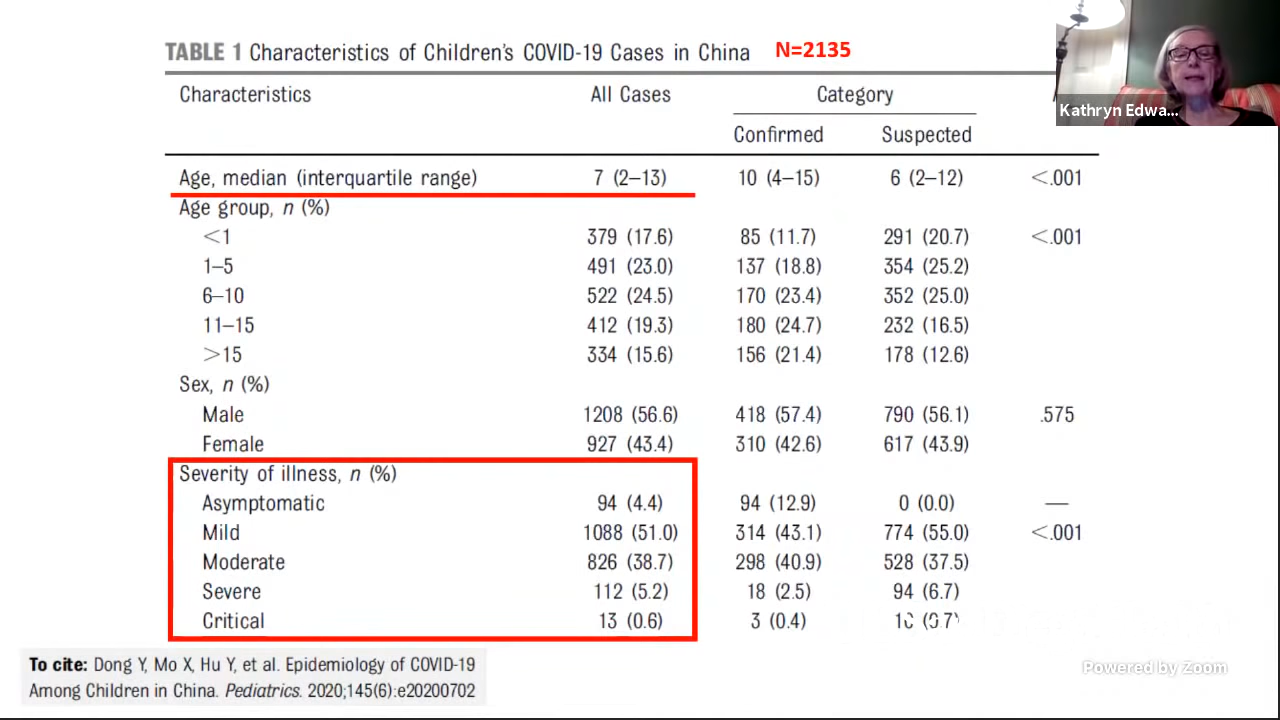 TABLE 1 Characteristics of Children's COVID-19 Cases in China N=2135
Kathryn Edwa...
Characteristics All Cases Category
Confirmed Suspected
Age, median (interquartile range) 7 (2–13) 10 (4–15) 6 (2–12) <.001
Age group, n (%)
<1 379 (17.6) 85 (11.7) 291 (20.7) <.001
1–5 491 (23.0) 137 (18.8) 354 (25.2)
6–10 522 (24.5) 170 (23.4) 352 (25.0)
11–15 412 (19.3) 180 (24.7) 232 (16.5)
>15 334 (15.6) 156 (21.4) 178 (12.6)
Sex, n (%)
Male 1208 (56.6) 418 (57.4) 790 (56.1) .575
Female 927 (43.4) 310 (42.6) 617 (43.9)
Severity of illness, n (%)
Asymptomatic 94 (4.4) 94 (12.9) 0 (0.0) —
Mild 1088 (51.0) 314 (43.1) 774 (55.0) <.001
Moderate 826 (38.7) 298 (40.9) 528 (37.5)
Severe 112 (5.2) 18 (2.5) 94 (6.7)
Critical 13 (0.6) 3 (0.4)
To cite: Dong Y, Mo X, Hu Y, et al. Epidemiology of COVID-19
Among Children in China. Pediatrics. 2020;145(6):e20200702
Powered by Zoom